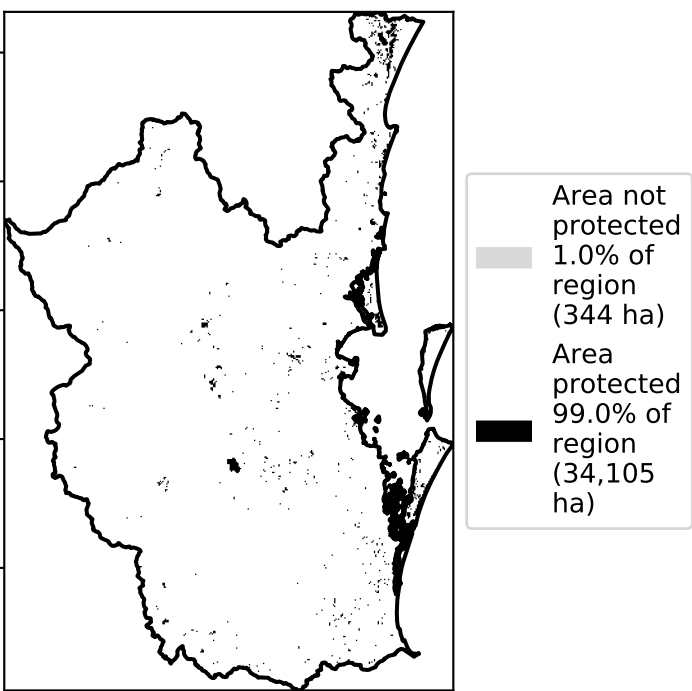 Area not
protected
1.0% of
region
(344 ha)
Area
protected
99.0% of
region
(34,105
ha)